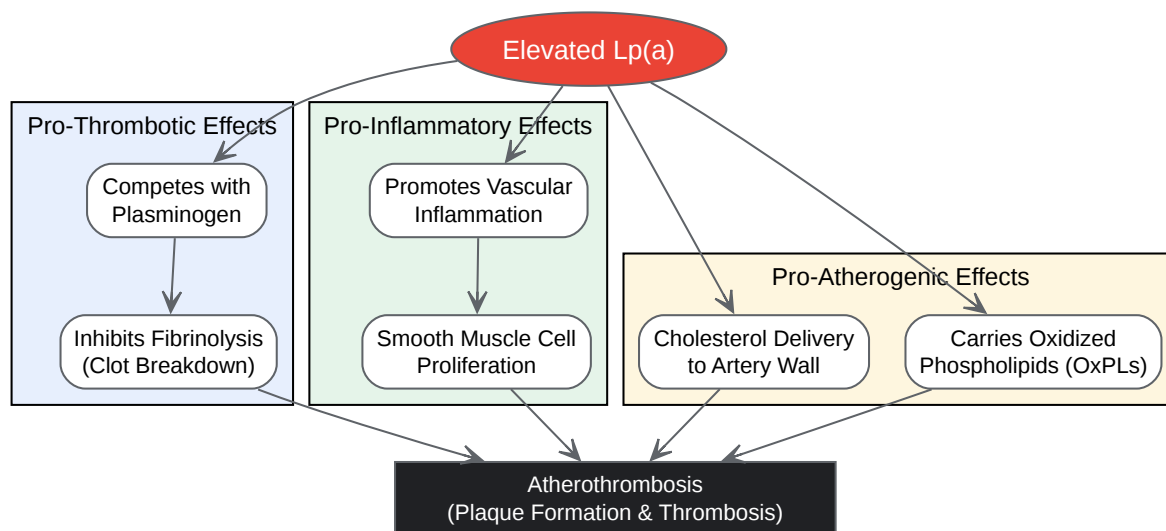 Elevated Lp(a)
Pro-Thrombotic Effects
Competes with
Plasminogen
Inhibits Fibrinolysis
(Clot Breakdown)
Pro-Inflammatory Effects
Promotes Vascular
Inflammation
Smooth Muscle Cell
Proliferation
Pro-Atherogenic Effects
Cholesterol Delivery
to Artery Wall
Carries Oxidized
Phospholipids (OxPLs)
Atherothrombosis
(Plaque Formation & Thrombosis)